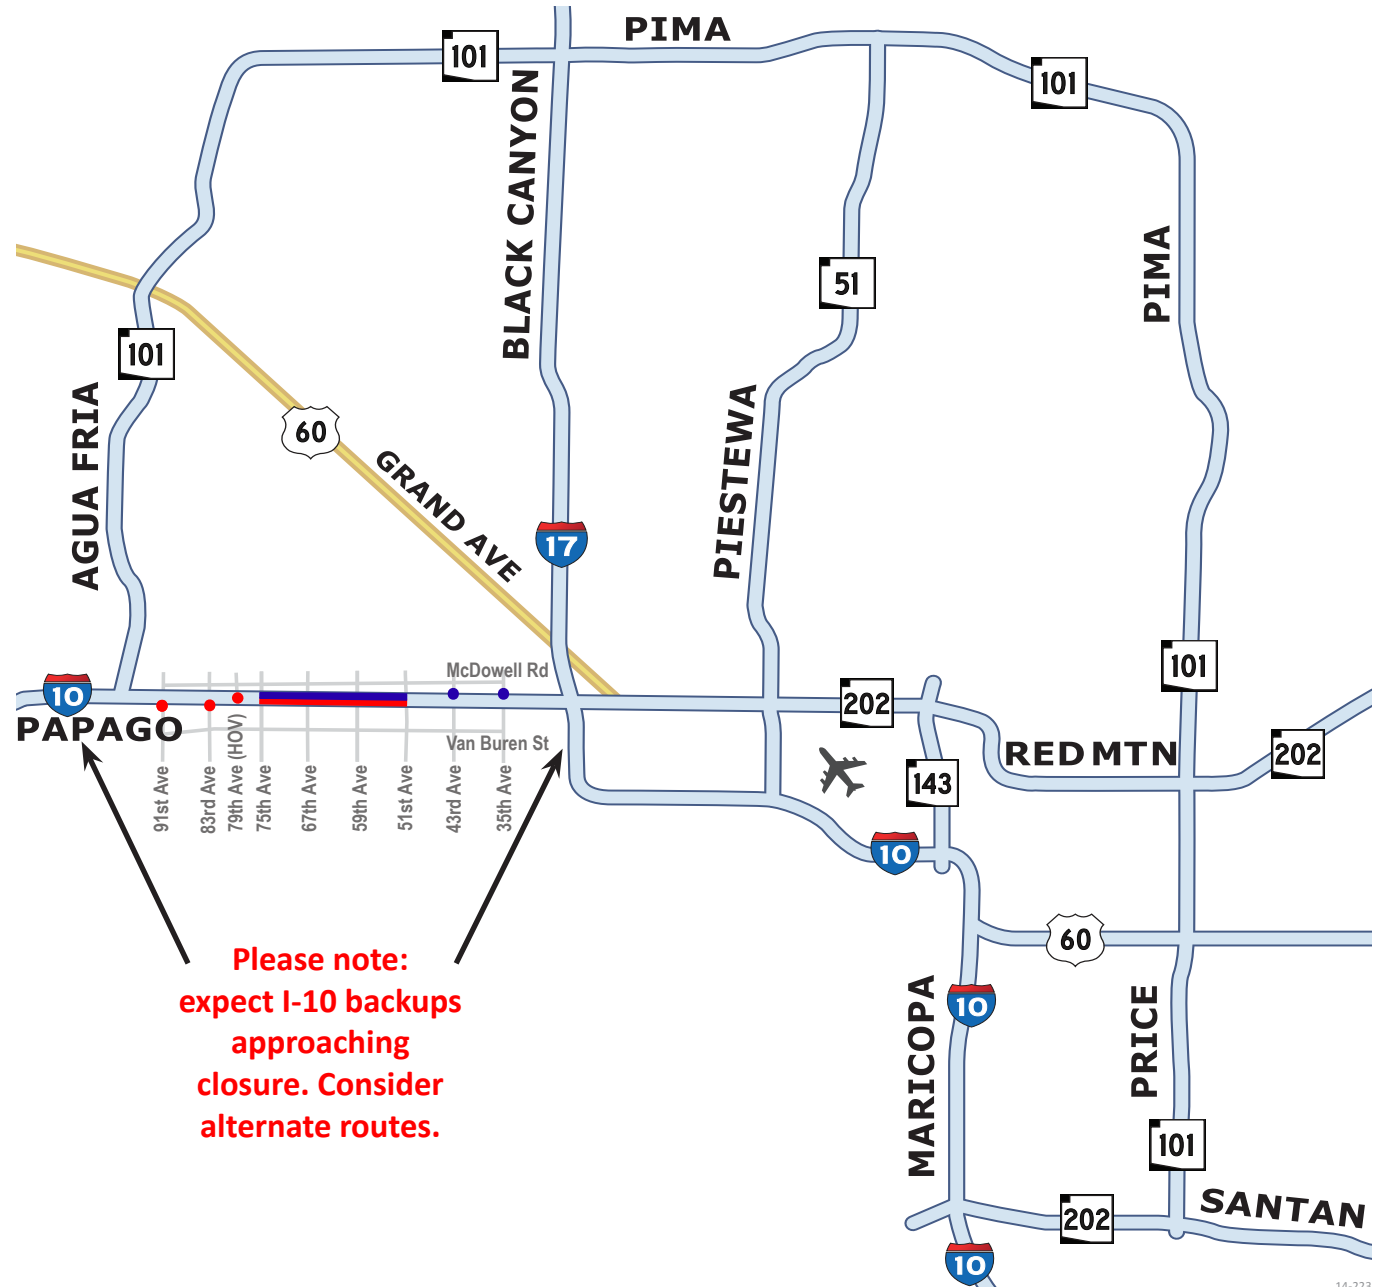 PIMA
101
101
BLACK CANYON
PIMA
51
101
AGUA FRIA
60
GRAND AVE
PIESTEWA
17
101
McDowell Rd
10
PAPAGO
202
Van Buren St
RED MTN
202
143
91st Ave
83rd Ave
79th Ave (HOV)
75th Ave
67th Ave
59th Ave
51st Ave
43rd Ave
35th Ave
10
60
Please note:
expect I-10 backups
approaching
closure. Consider
alternate routes.
MARICOPA
10
PRICE
101
SANTAN
202
10
14-223